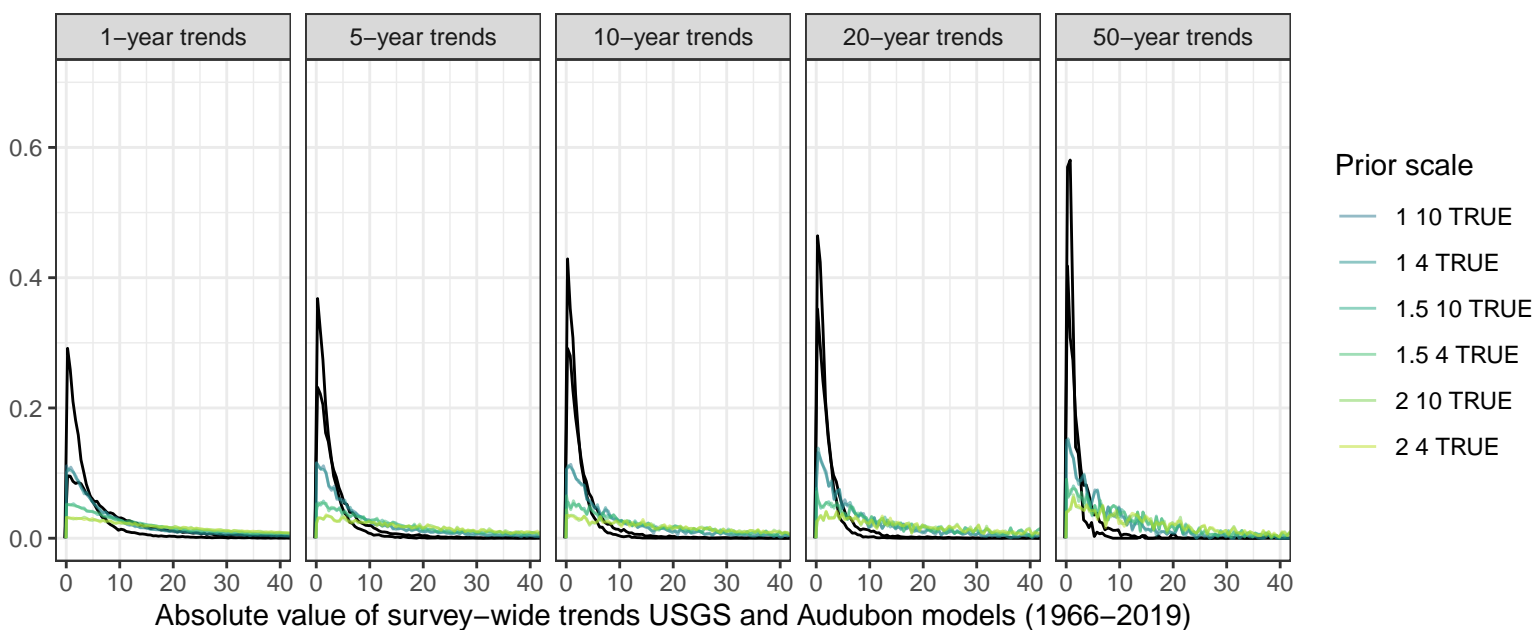 1−year trends
5−year trends
10−year trends
20−year trends
50−year trends
0.6
0.4
0.2
0.0
0 10 20 30 40
0 10 20 30 40
0 10 20 30 40
0 10 20 30 40
0 10 20 30 40
Absolute value of survey−wide trends USGS and Audubon models (1966−2019)
Prior scale
1 10 TRUE
1 4 TRUE
1.5 10 TRUE
1.5 4 TRUE
2 10 TRUE
2 4 TRUE